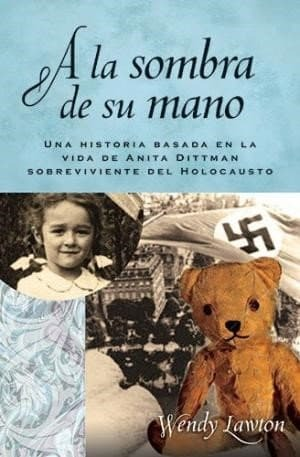 A la sombra
de su mano
Una historia basada en la
vida de Anita Dittman
sobreviviente del Holocausto
Wendy Lawton